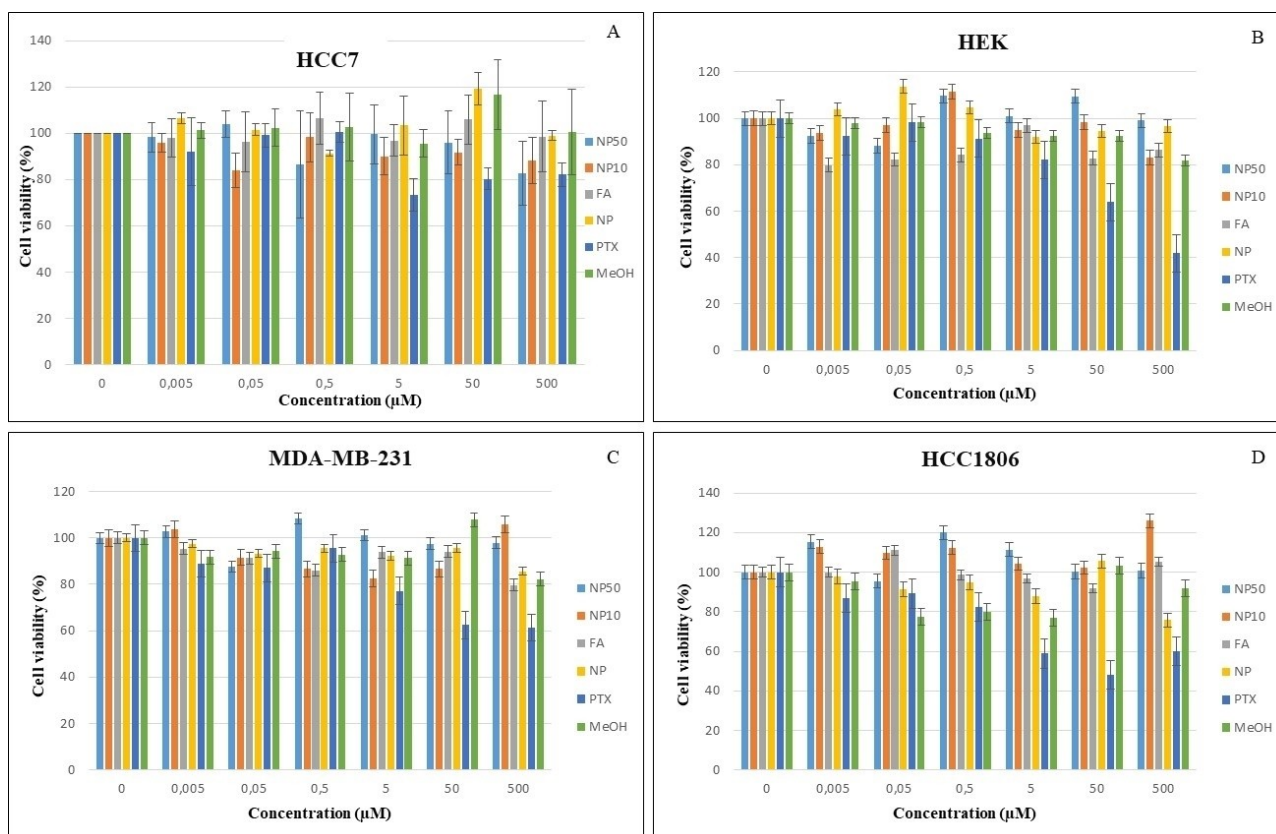 A
HCC7
140
120
100
80
60
40
20
0
Cell viability (%)
0 0,005 0,05 0,5 5 50 500
Concentration (µM)
NP50
NP10
FA
NP
PTX
MeOH
B
HEK
120
100
80
60
40
20
0
Cell viability (%)
0 0,005 0,05 0,5 5 50 500
Concentration (µM)
NP50
NP10
FA
NP
PTX
MeOH
C
MDA-MB-231
120
100
80
60
40
20
0
Cell viability (%)
0 0,005 0,05 0,5 5 50 500
Concentration (µM)
NP50
NP10
FA
NP
PTX
MeOH
D
HCC1806
140
120
100
80
60
40
20
0
Cell viability (%)
0 0,005 0,05 0,5 5 50 500
Concentration (µM)
NP50
NP10
FA
NP
PTX
MeOH